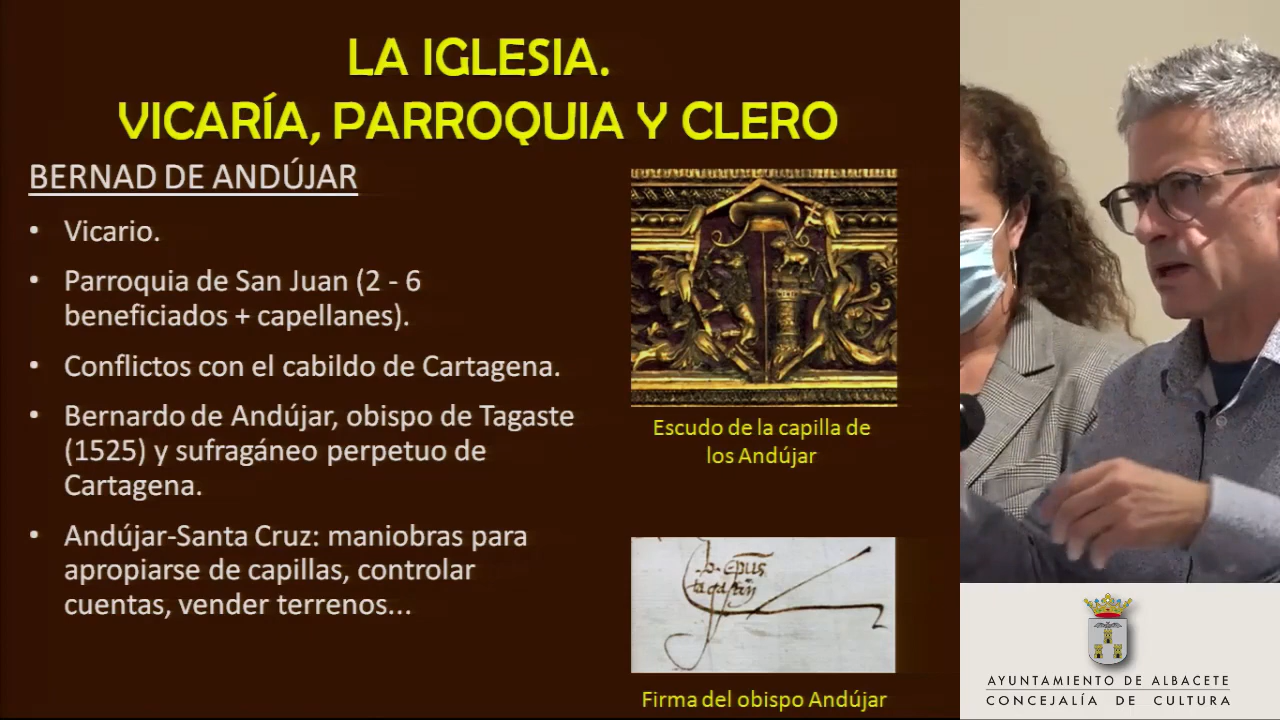 LA IGLESIA.
VICARÍA, PARROQUIA Y CLERO
BERNAD DE ANDÚJAR
• Vicario.
• Parroquia de San Juan (2 - 6
beneficiados + capellanes).
• Conflictos con el cabildo de Cartagena.
• Bernardo de Andújar, obispo de Tagaste
(1525) y sufragáneo perpetuo de
Cartagena.
• Andújar-Santa Cruz: maniobras para
apropiarse de capillas, controlar
cuentas, vender terrenos...
Escudo de la capilla de
los Andújar
Firma del obispo Andújar
AYUNTAMIENTO DE ALBACETE
CONCEJALÍA DE CULTURA